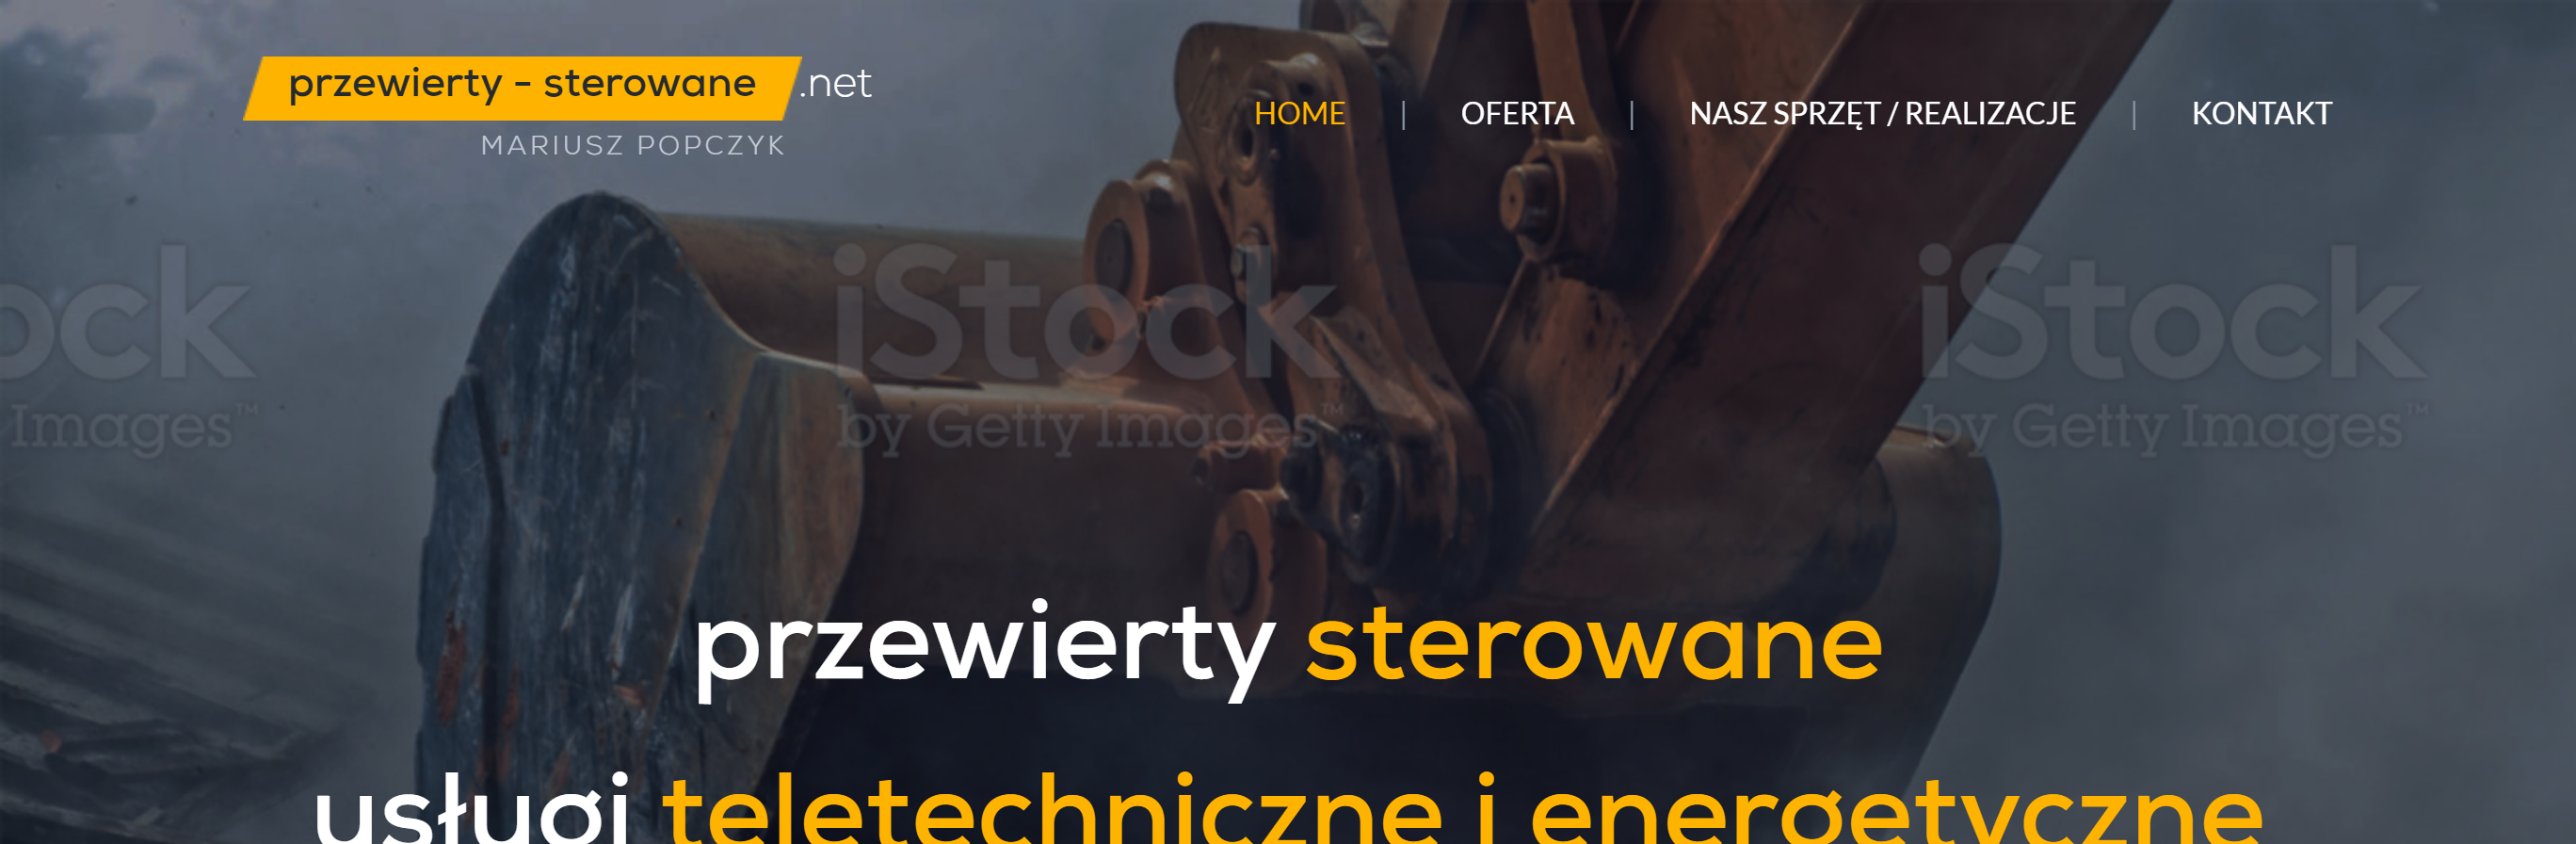 przewierty - sterowane .net
MARIUSZ POPCZYK
HOME | OFERTA | NASZ SPRZĘT / REALIZACJE | KONTAKT
ock iStock iStock
Images™ by Getty Images™ by Getty Images™
przewierty sterowane
usługi teletechniczne i energetyczne